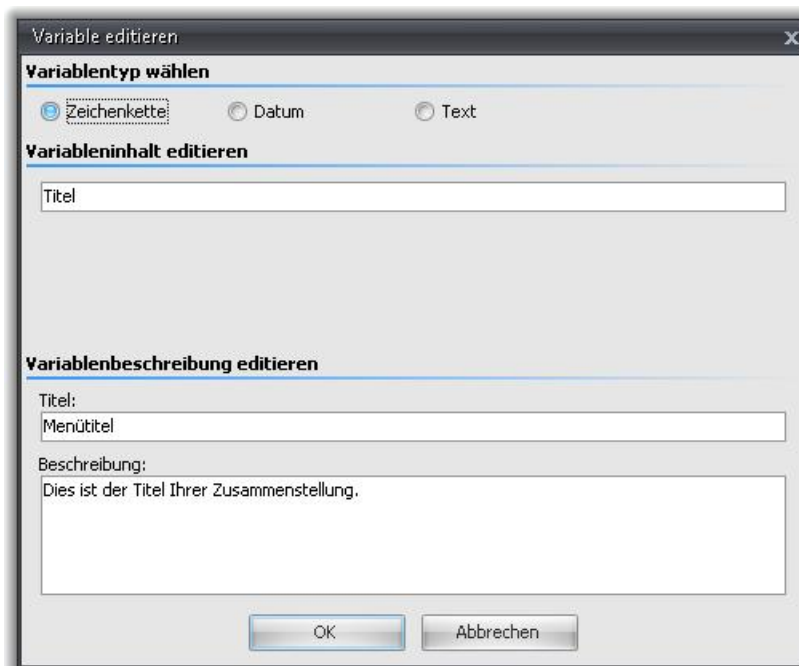 Variable editieren
Variablentyp wählen
Zeichenkette Datum Text
Variableninhalt editieren
Titel
Variablenbeschreibung editieren
Titel:
Menütitel
Beschreibung:
Dies ist der Titel Ihrer Zusammenstellung.
OK Abbrechen